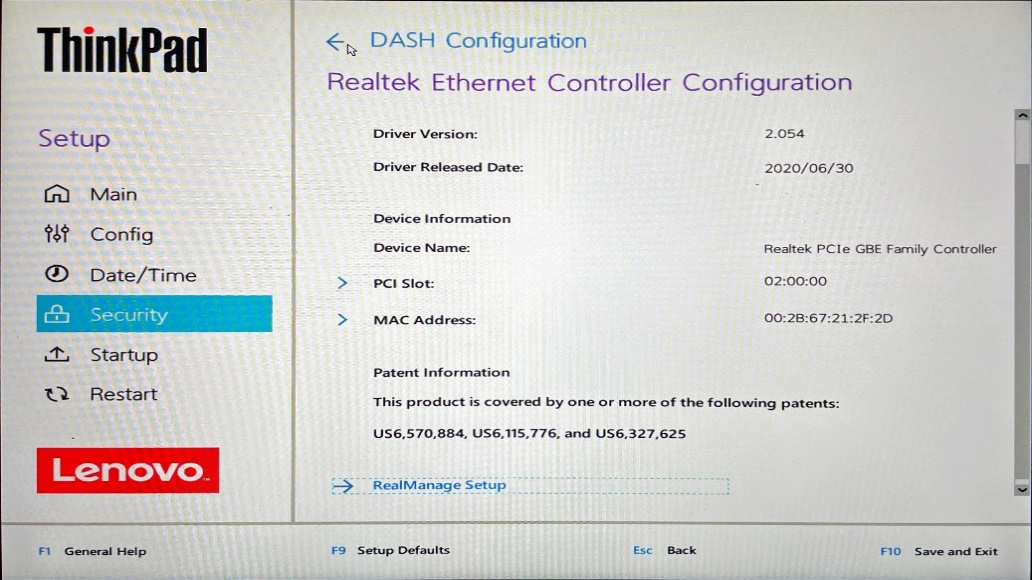 ThinkPad
Setup
Main
Config
Date/Time
Security
Startup
Restart
Lenovo™
DASH Configuration
Realtek Ethernet Controller Configuration
Driver Version: 2.054
Driver Released Date: 2020/06/30
Device Information
Device Name: Realtek PCIe GBE Family Controller
PCI Slot: 02:00:00
MAC Address: 00:2B:67:21:2F:2D
Patent Information
This product is covered by one or more of the following patents:
US6,570,884, US6,115,776, and US6,327,625
RealManage Setup
F1 General Help F9 Setup Defaults Esc Back F10 Save and Exit